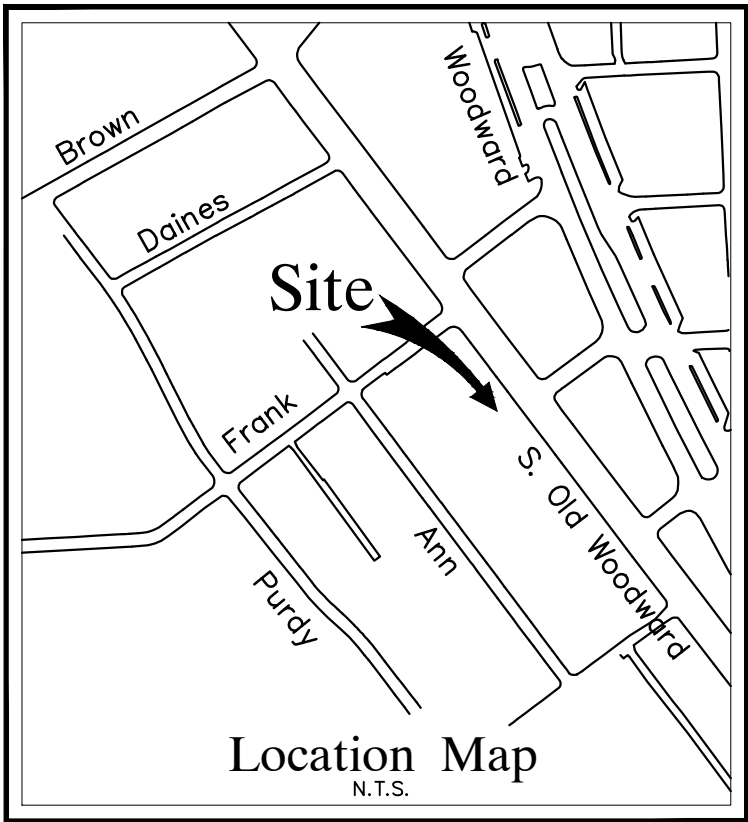 Woodward
Brown
Daines
Site
Frank
S. Old Woodward
Ann
Purdy
Location Map
N.T.S.